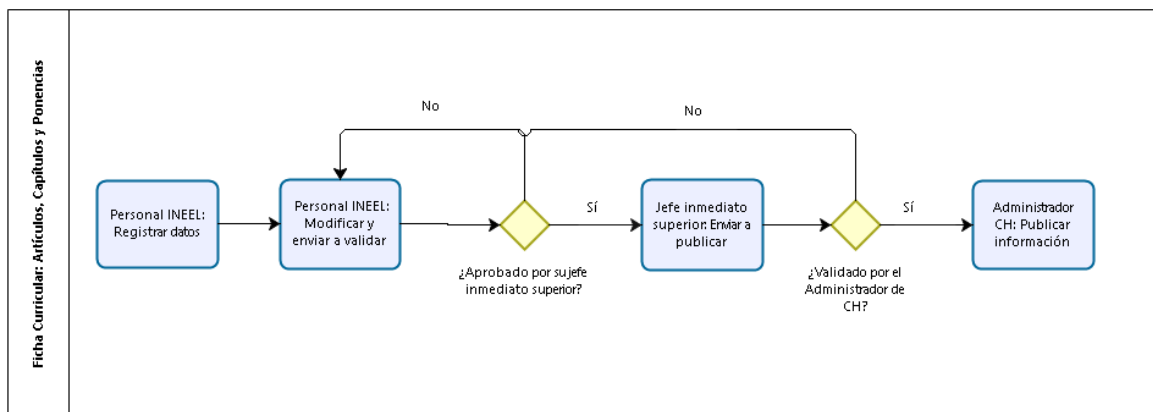 Ficha Curricular: Artículos, Capítulos y Ponencias
No
No
Personal INEEL:
Registrar datos
Personal INEEL:
Modificar y
enviar a validar
Sí
¿Aprobado por su jefe
inmediato superior?
Jefe inmediato
superior: Enviar a
publicar
Sí
¿Validado por el
Administrador de
CH?
Administrador
CH: Publicar
información